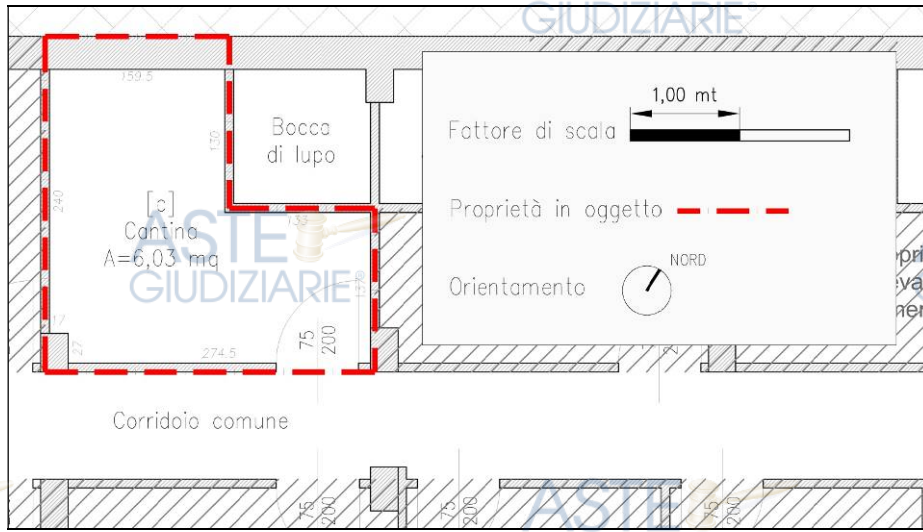 GIUDIZIARIE®
159.5
130
Bocca
di lupo
240
[c]
Cantina
A=6,03 mq
135
ASTE
GIUDIZIARIE®
17
27
274.5
75
200
Corridoio comune
1,00 mt
Fattore di scala
Proprietà in oggetto
Orientamento
NORD
75
200
75
200
ASTE